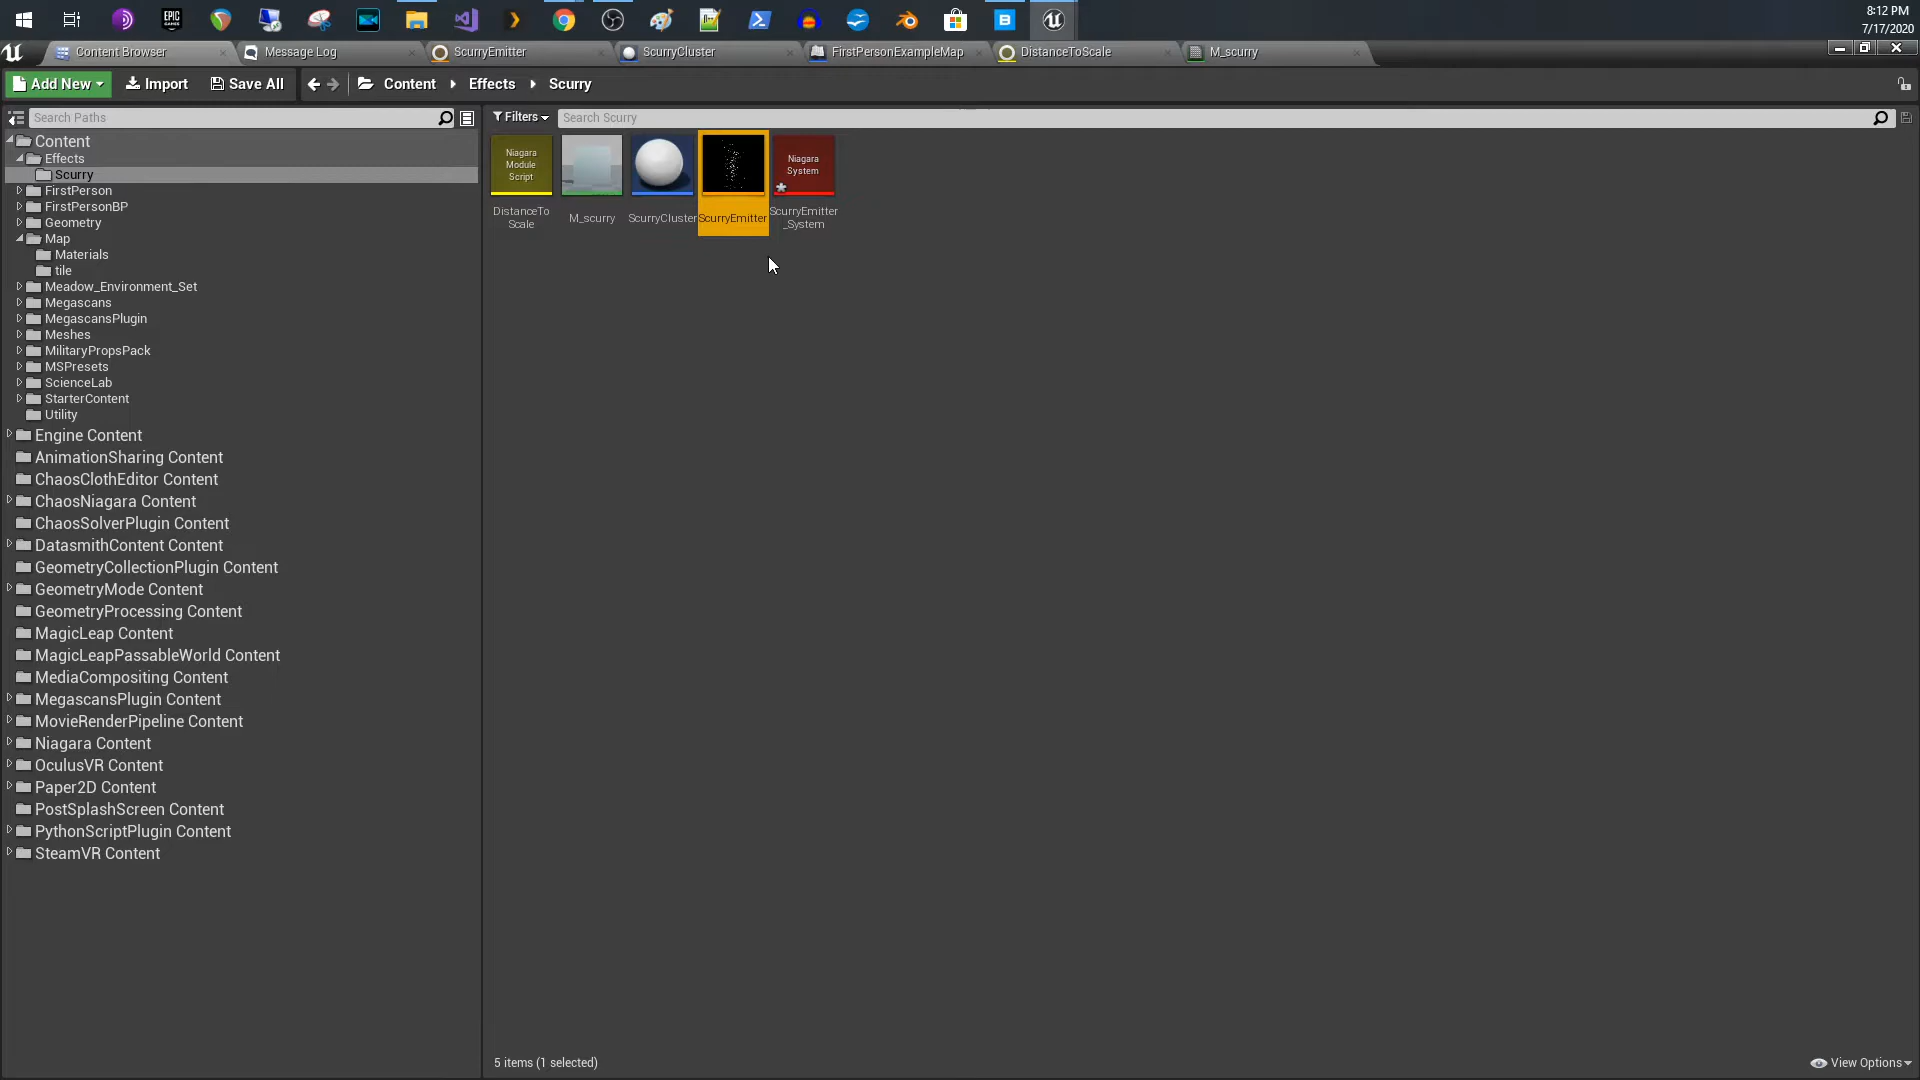 8:12 PM
7/17/2020
EPIC
GAMES
Content Browser
Message Log
ScurryEmitter
ScurryCluster
FirstPersonExampleMap
DistanceToScale
M_scurry
Add New
Import
Save All
Content
Effects
Scurry
Search Paths
Filters
Search Scurry
Content
Effects
Scurry
FirstPerson
FirstPersonBP
Geometry
Map
Materials
tile
Meadow_Environment_Set
Megascans
MegascansPlugin
Meshes
MilitaryPropsPack
MSPresets
ScienceLab
StarterContent
Utility
Engine Content
AnimationSharing Content
ChaosClothEditor Content
ChaosNiagara Content
ChaosSolverPlugin Content
DatasmithContent Content
GeometryCollectionPlugin Content
GeometryMode Content
GeometryProcessing Content
MagicLeap Content
MagicLeapPassableWorld Content
MediaCompositing Content
MegascansPlugin Content
MovieRenderPipeline Content
Niagara Content
OculusVR Content
Paper2D Content
PostSplashScreen Content
PythonScriptPlugin Content
SteamVR Content
Niagara
Module
Script
DistanceTo
Scale
M_scurry
ScurryCluster
ScurryEmitter
Niagara
System
ScurryEmitter
_System
5 items (1 selected)
View Options